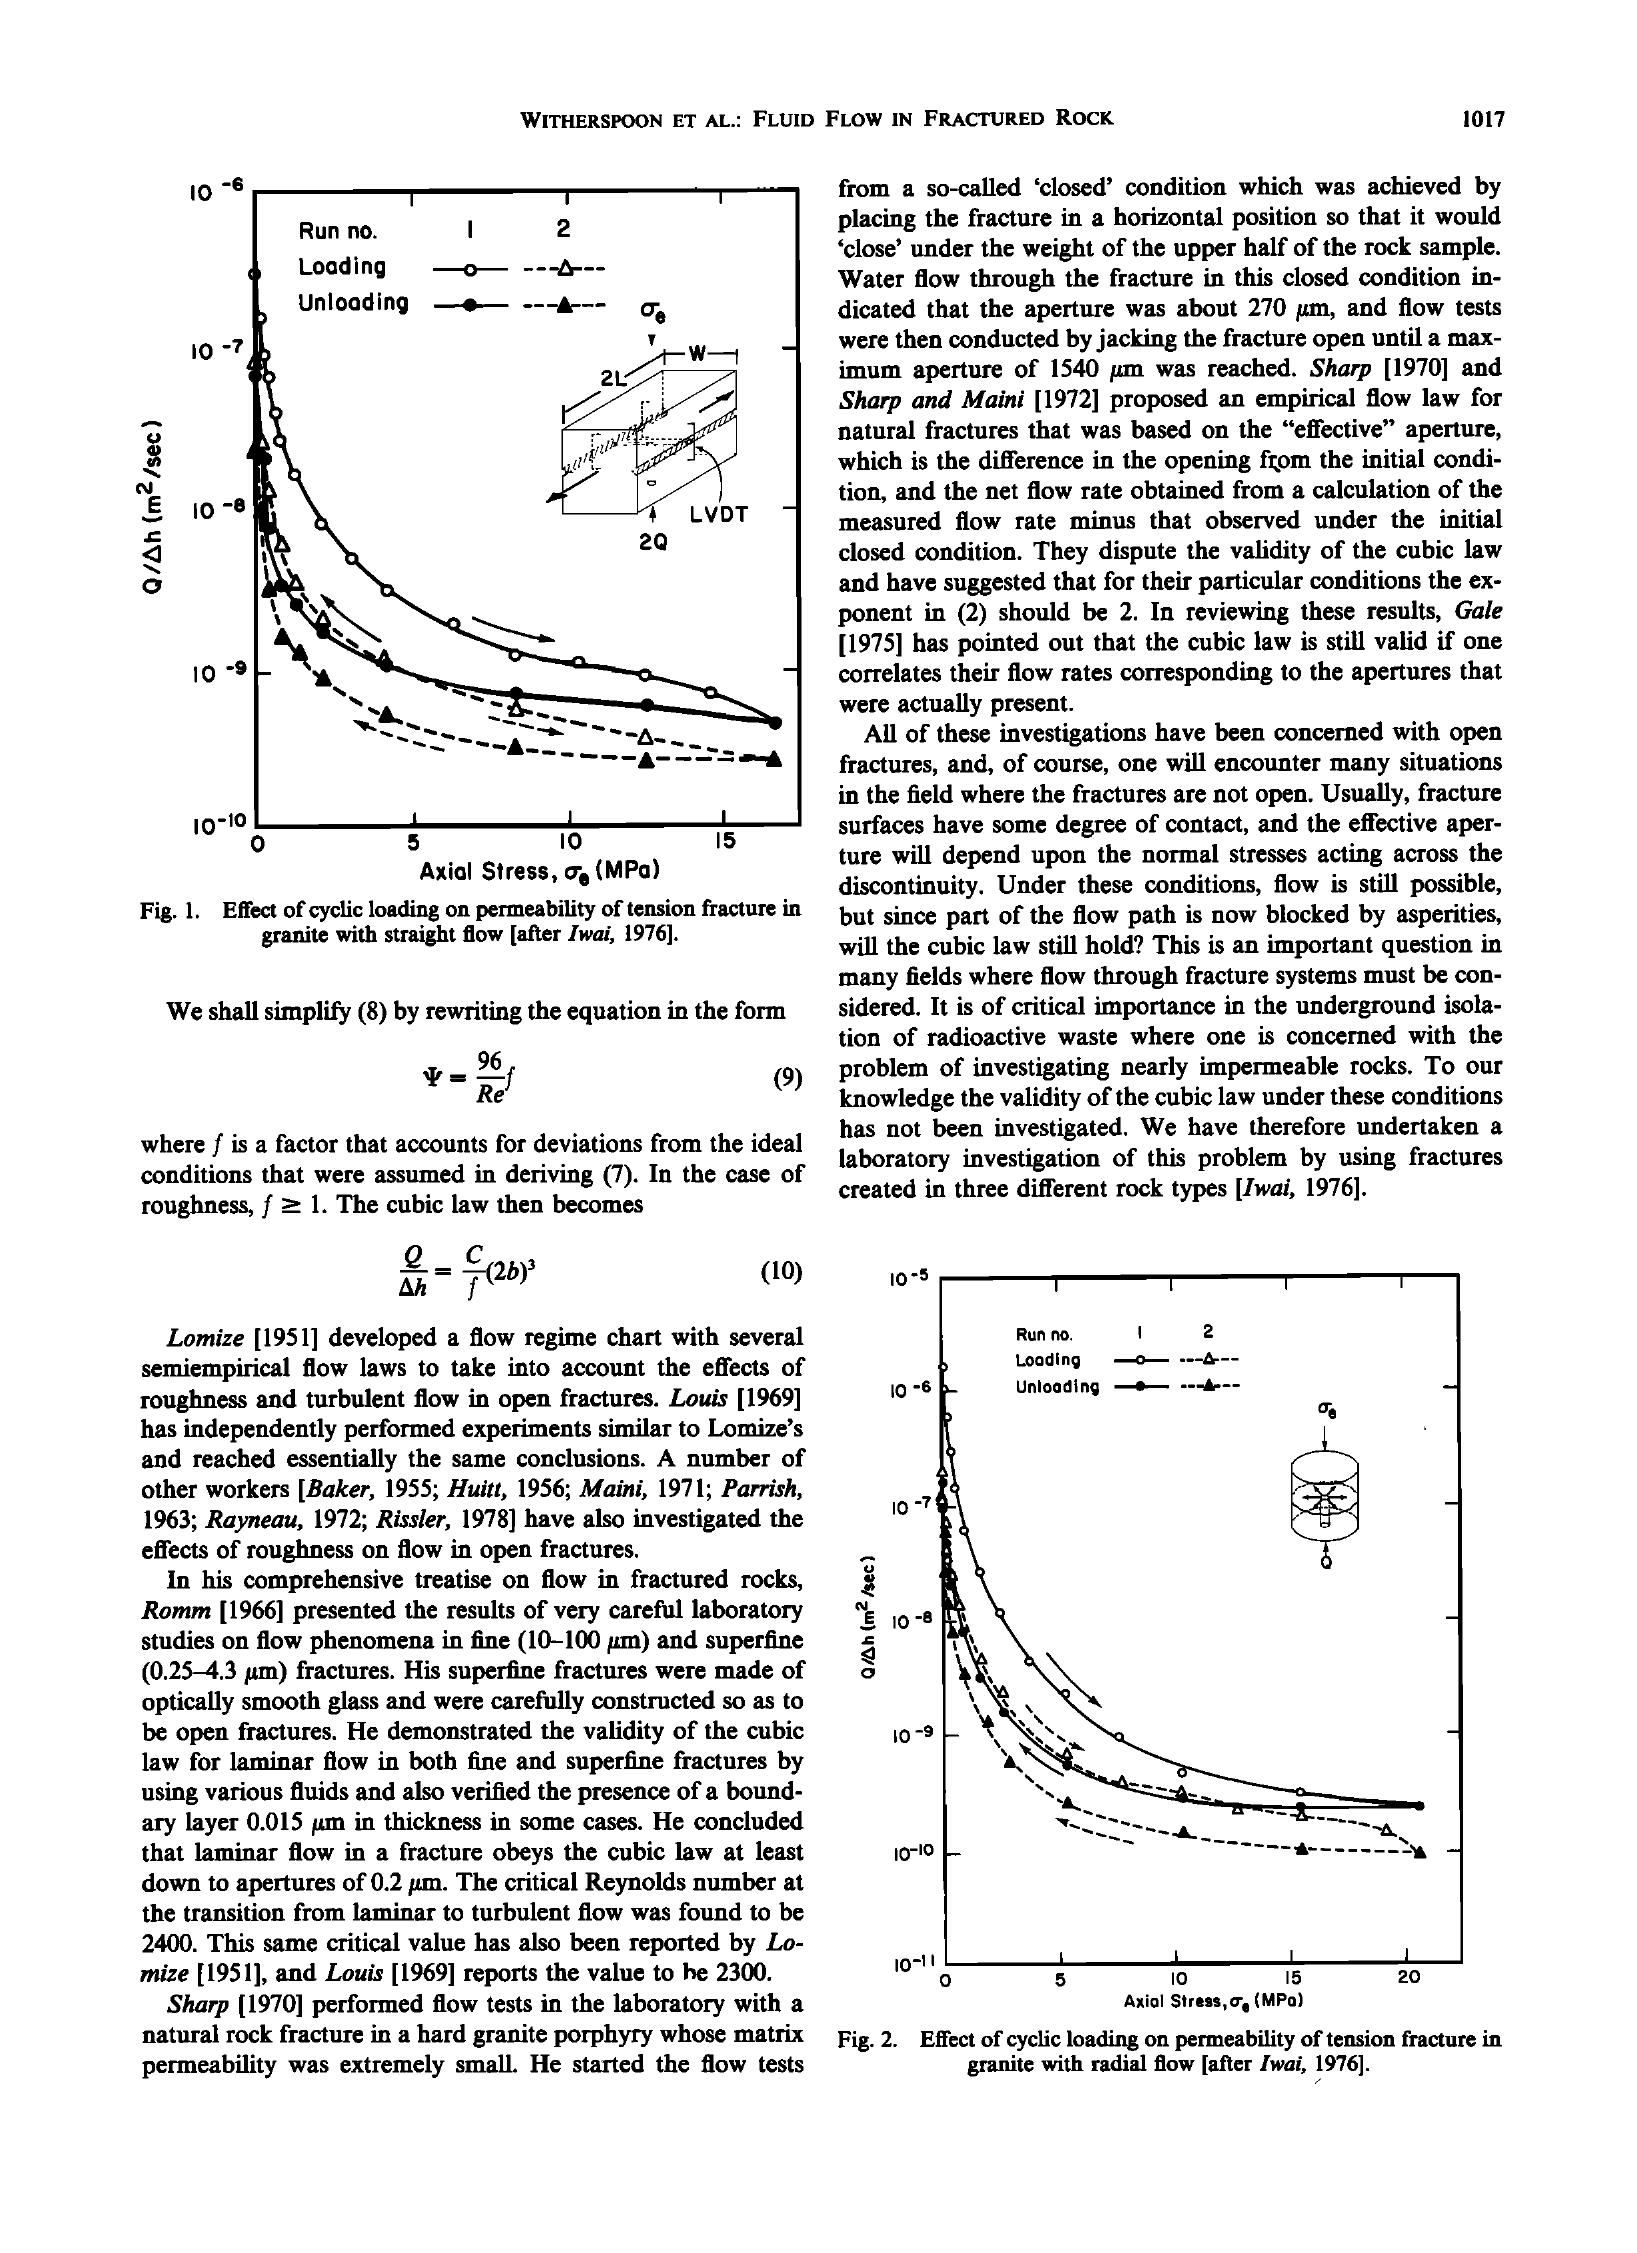 WITHERSPOON ET AL.: FLUID FLOW IN FRACTURED ROCK 1017
10 -6
Run no. 1 2
Loading
Unloading
σe
10 -7
W
2L
Q/Δh (m2/sec)
10 -8
LVDT
2Q
10 -9
10-10
0 5 10 15
Axial Stress, σe (MPa)
Fig. 1. Effect of cyclic loading on permeability of tension fracture in
granite with straight flow [after Iwai, 1976].
We shall simplify (8) by rewriting the equation in the form
Ψ = 96/Re f (9)
where f is a factor that accounts for deviations from the ideal
conditions that were assumed in deriving (7). In the case of
roughness, f ≥ 1. The cubic law then becomes
Q/Δh = C/f (2b)³ (10)
Lomize [1951] developed a flow regime chart with several
semiempirical flow laws to take into account the effects of
roughness and turbulent flow in open fractures. Louis [1969]
has independently performed experiments similar to Lomize's
and reached essentially the same conclusions. A number of
other workers [Baker, 1955; Huitt, 1956; Maini, 1971; Parrish,
1963; Rayneau, 1972; Rissler, 1978] have also investigated the
effects of roughness on flow in open fractures.
In his comprehensive treatise on flow in fractured rocks,
Romm [1966] presented the results of very careful laboratory
studies on flow phenomena in fine (10–100 μm) and superfine
(0.25–4.3 μm) fractures. His superfine fractures were made of
optically smooth glass and were carefully constructed so as to
be open fractures. He demonstrated the validity of the cubic
law for laminar flow in both fine and superfine fractures by
using various fluids and also verified the presence of a bound-
ary layer 0.015 μm in thickness in some cases. He concluded
that laminar flow in a fracture obeys the cubic law at least
down to apertures of 0.2 μm. The critical Reynolds number at
the transition from laminar to turbulent flow was found to be
2400. This same critical value has also been reported by Lo-
mize [1951], and Louis [1969] reports the value to be 2300.
Sharp [1970] performed flow tests in the laboratory with a
natural rock fracture in a hard granite porphyry whose matrix
permeability was extremely small. He started the flow tests
from a so-called 'closed' condition which was achieved by
placing the fracture in a horizontal position so that it would
'close' under the weight of the upper half of the rock sample.
Water flow through the fracture in this closed condition in-
dicated that the aperture was about 270 μm, and flow tests
were then conducted by jacking the fracture open until a max-
imum aperture of 1540 μm was reached. Sharp [1970] and
Sharp and Maini [1972] proposed an empirical flow law for
natural fractures that was based on the "effective" aperture,
which is the difference in the opening from the initial condi-
tion, and the net flow rate obtained from a calculation of the
measured flow rate minus that observed under the initial
closed condition. They dispute the validity of the cubic law
and have suggested that for their particular conditions the ex-
ponent in (2) should be 2. In reviewing these results, Gale
[1975] has pointed out that the cubic law is still valid if one
correlates their flow rates corresponding to the apertures that
were actually present.
All of these investigations have been concerned with open
fractures, and, of course, one will encounter many situations
in the field where the fractures are not open. Usually, fracture
surfaces have some degree of contact, and the effective aper-
ture will depend upon the normal stresses acting across the
discontinuity. Under these conditions, flow is still possible,
but since part of the flow path is now blocked by asperities,
will the cubic law still hold? This is an important question in
many fields where flow through fracture systems must be con-
sidered. It is of critical importance in the underground isola-
tion of radioactive waste where one is concerned with the
problem of investigating nearly impermeable rocks. To our
knowledge the validity of the cubic law under these conditions
has not been investigated. We have therefore undertaken a
laboratory investigation of this problem by using fractures
created in three different rock types [Iwai, 1976].
10-5
Run no. 1 2
Loading
Unloading
10 -6
σe
10 -7
Q
Q/Δh (m2/sec)
10 -8
10 -9
10-10
10-11
0 5 10 15 20
Axial Stress, σe (MPa)
Fig. 2. Effect of cyclic loading on permeability of tension fracture in
granite with radial flow [after Iwai, 1976].